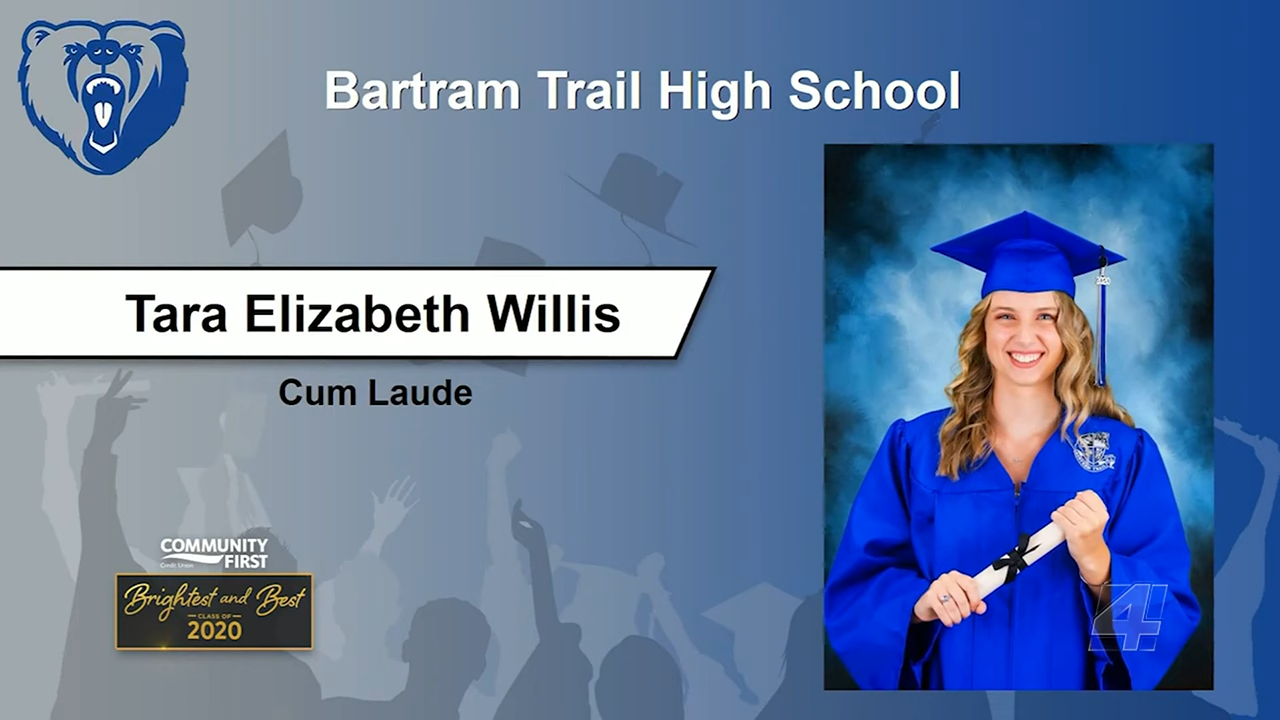 Bartram Trail High School
Tara Elizabeth Willis
Cum Laude
COMMUNITY
FIRST
Credit Union
Brightest and Best
CLASS OF
2020
4